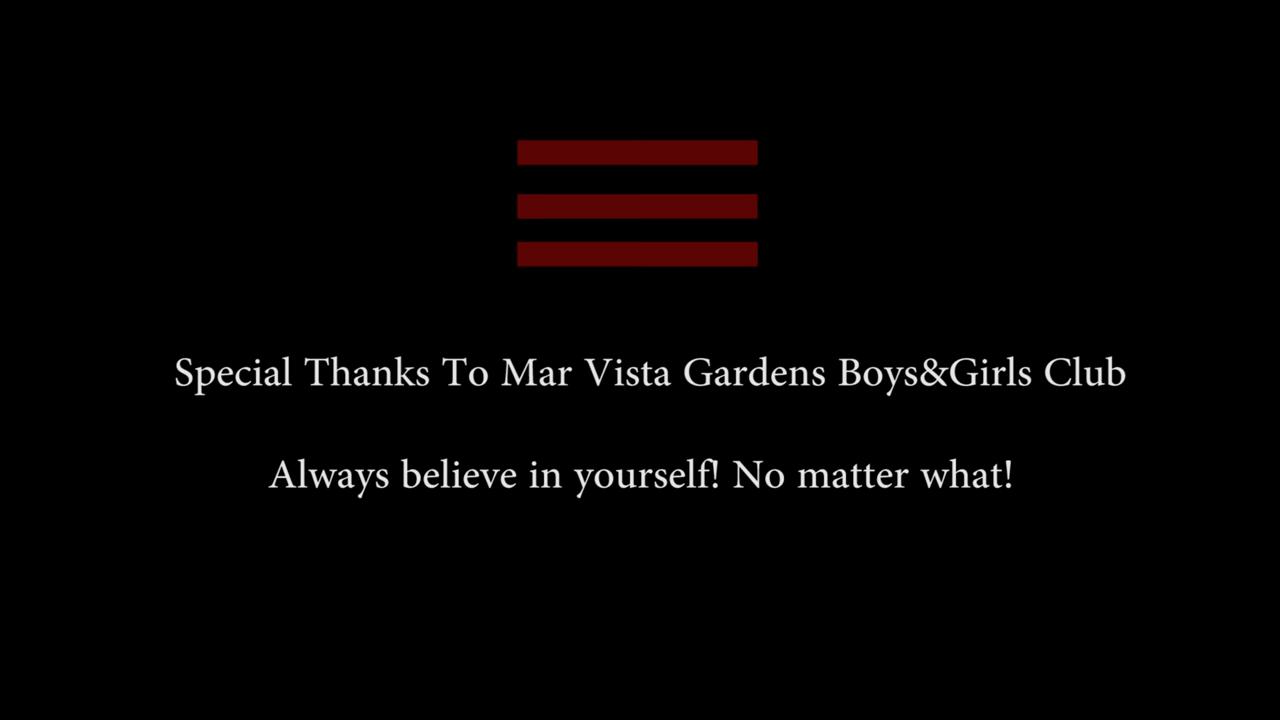 Special Thanks To Mar Vista Gardens Boys&Girls Club
Always believe in yourself! No matter what!